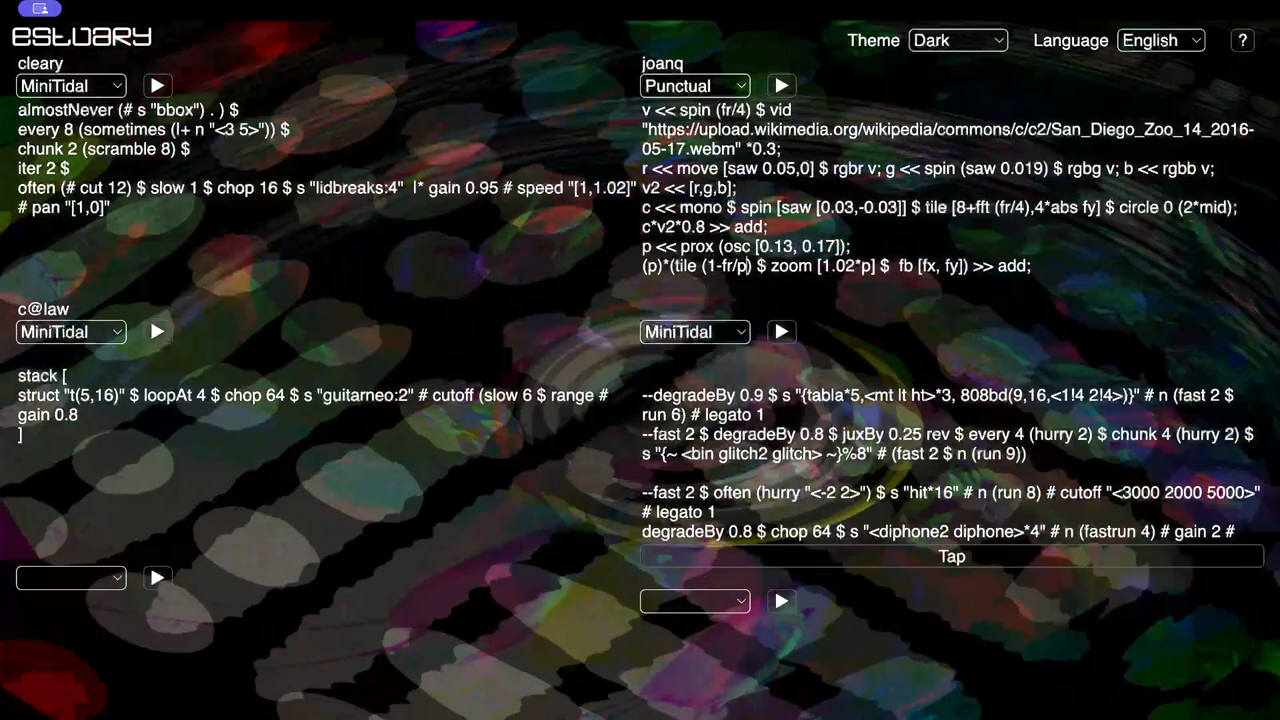 estuary
Theme Dark Language English ?
cleary
MiniTidal
almostNever (# s "bbox") . ) $
every 8 (sometimes (|+ n "<3 5>")) $
chunk 2 (scramble 8) $
iter 2 $
often (# cut 12) $ slow 1 $ chop 16 $ s "lidbreaks:4" |* gain 0.95 # speed "[1,1.02]"
# pan "[1,0]"
joanq
Punctual
v << spin (fr/4) $ vid
"https://upload.wikimedia.org/wikipedia/commons/c/c2/San_Diego_Zoo_14_2016-
05-17.webm" *0.3;
r << move [saw 0.05,0] $ rgbr v; g << spin (saw 0.019) $ rgbg v; b << rgbb v;
v2 << [r,g,b];
c << mono $ spin [saw [0.03,-0.03]] $ tile [8+fft (fr/4),4*abs fy] $ circle 0 (2*mid);
c*v2*0.8 >> add;
p << prox (osc [0.13, 0.17]);
(p)*(tile (1-fr/p) $ zoom [1.02*p] $ fb [fx, fy]) >> add;
c@law
MiniTidal
stack [
struct "t(5,16)" $ loopAt 4 $ chop 64 $ s "guitarneo:2" # cutoff (slow 6 $ range #
gain 0.8
]
MiniTidal
--degradeBy 0.9 $ s "{tabla*5,<mt lt ht>*3, 808bd(9,16,<1!4 2!4>)}" # n (fast 2 $
run 6) # legato 1
--fast 2 $ degradeBy 0.8 $ juxBy 0.25 rev $ every 4 (hurry 2) $ chunk 4 (hurry 2) $
s "{~ <bin glitch2 glitch> ~}%8" # (fast 2 $ n (run 9))
--fast 2 $ often (hurry "<-2 2>") $ s "hit*16" # n (run 8) # cutoff "<3000 2000 5000>"
# legato 1
degradeBy 0.8 $ chop 64 $ s "<diphone2 diphone>*4" # n (fastrun 4) # gain 2 #
Tap